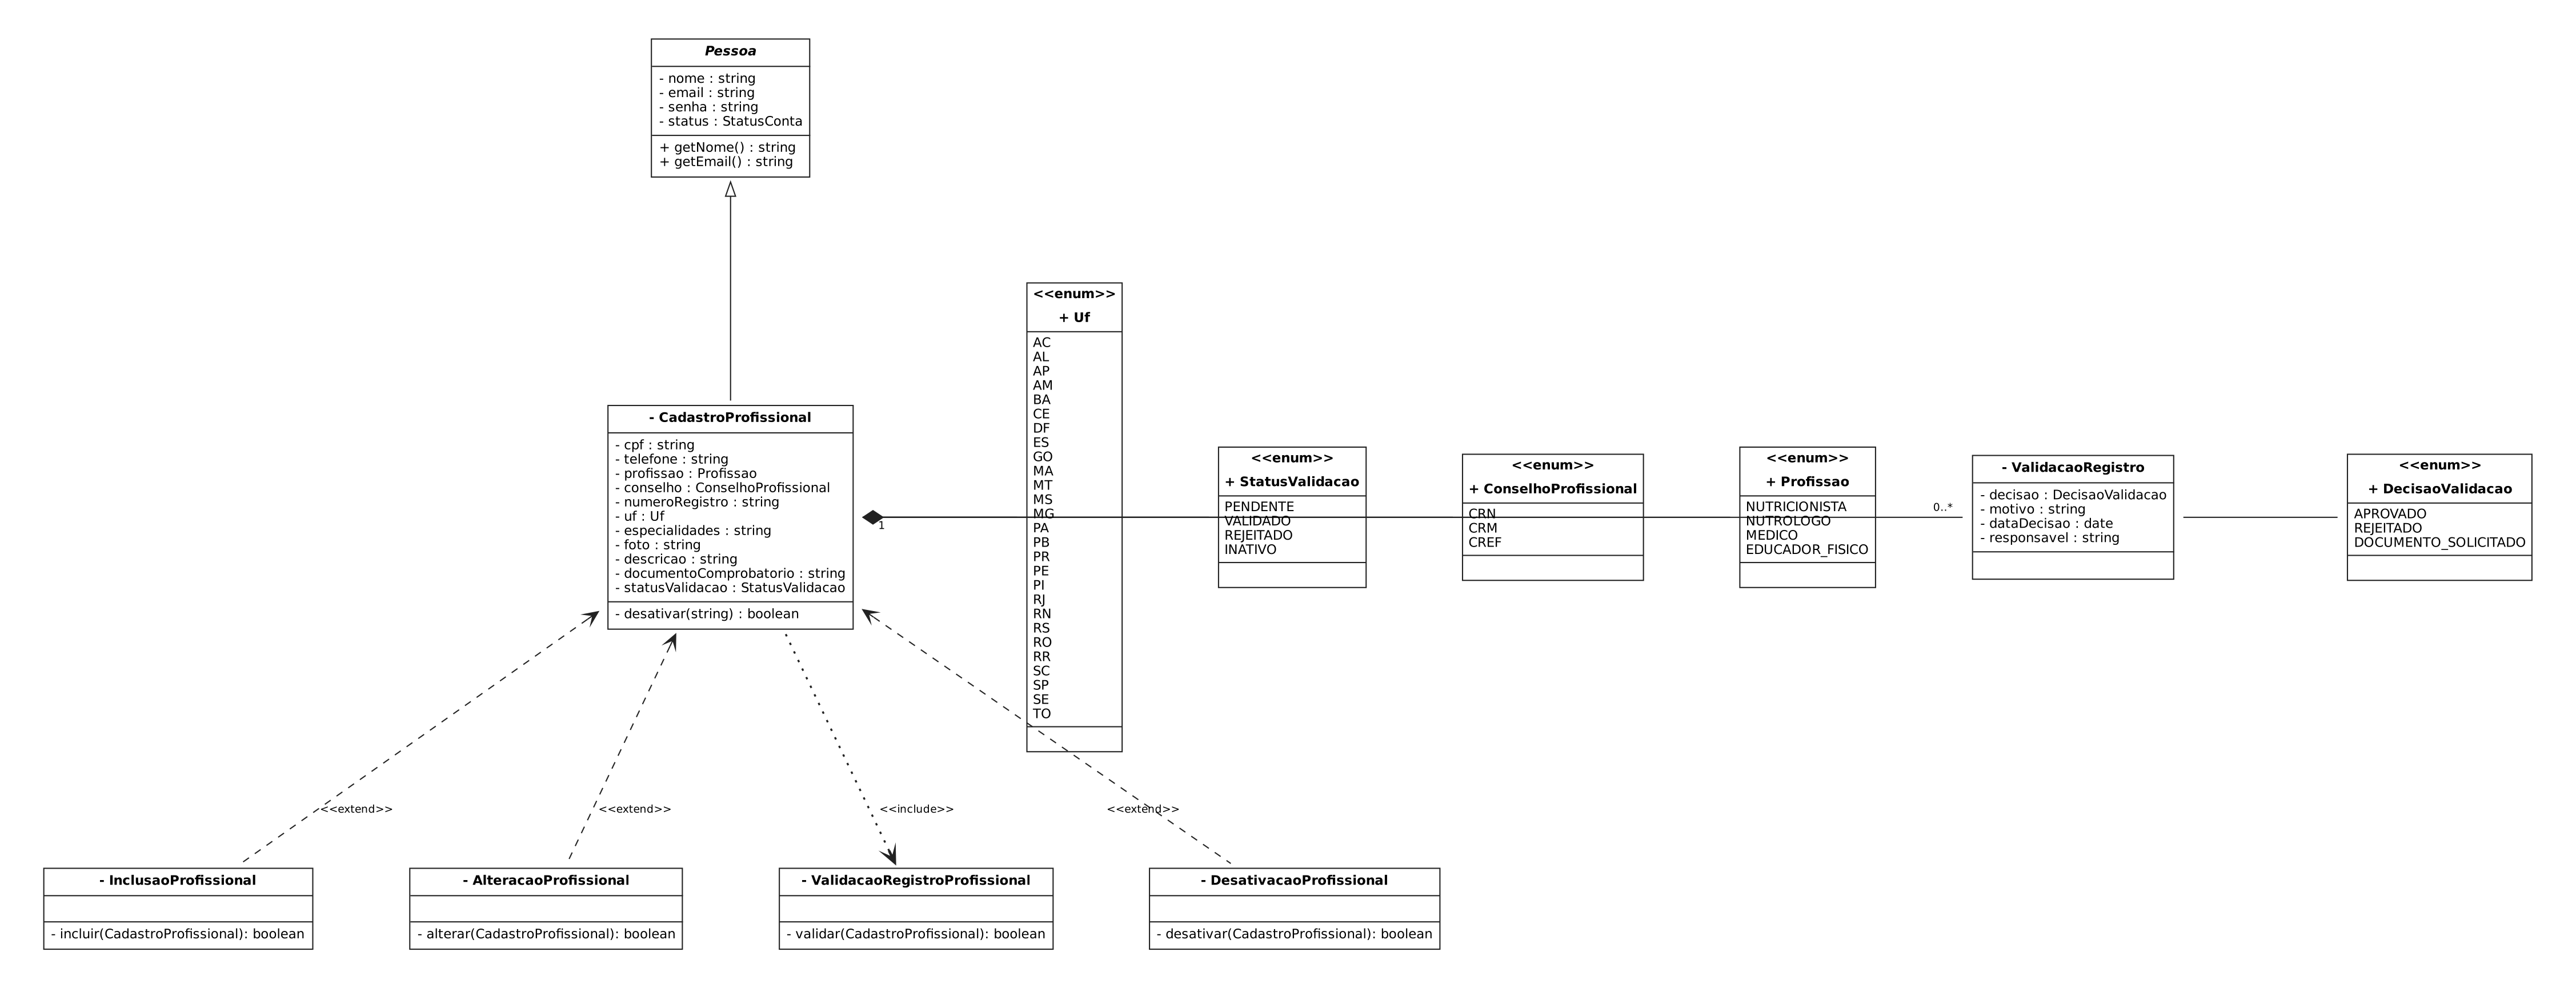 Pessoa
- nome : string
- email : string
- senha : string
- status : StatusConta
+ getNome() : string
+ getEmail() : string
- CadastroProfissional
- cpf : string
- telefone : string
- profissao : Profissao
- conselho : ConselhoProfissional
- numeroRegistro : string
- uf : Uf
- especialidades : string
- foto : string
- descricao : string
- documentoComprobatorio : string
- statusValidacao : StatusValidacao
- desativar(string) : boolean
1
<<enum>>
+ Uf
AC
AL
AP
AM
BA
CE
DF
ES
GO
MA
MT
MS
MG
PA
PB
PR
PE
PI
RJ
RN
RS
RO
RR
SC
SP
SE
TO
<<enum>>
+ StatusValidacao
PENDENTE
VALIDADO
REJEITADO
INATIVO
<<enum>>
+ ConselhoProfissional
CRN
CRM
CREF
<<enum>>
+ Profissao
NUTRICIONISTA
NUTROLOGO
MEDICO
EDUCADOR_FISICO
0..*
- ValidacaoRegistro
- decisao : DecisaoValidacao
- motivo : string
- dataDecisao : date
- responsavel : string
<<enum>>
+ DecisaoValidacao
APROVADO
REJEITADO
DOCUMENTO_SOLICITADO
<<extend>>
<<extend>>
<<include>>
<<extend>>
- InclusaoProfissional
- incluir(CadastroProfissional): boolean
- AlteracaoProfissional
- alterar(CadastroProfissional): boolean
- ValidacaoRegistroProfissional
- validar(CadastroProfissional): boolean
- DesativacaoProfissional
- desativar(CadastroProfissional): boolean